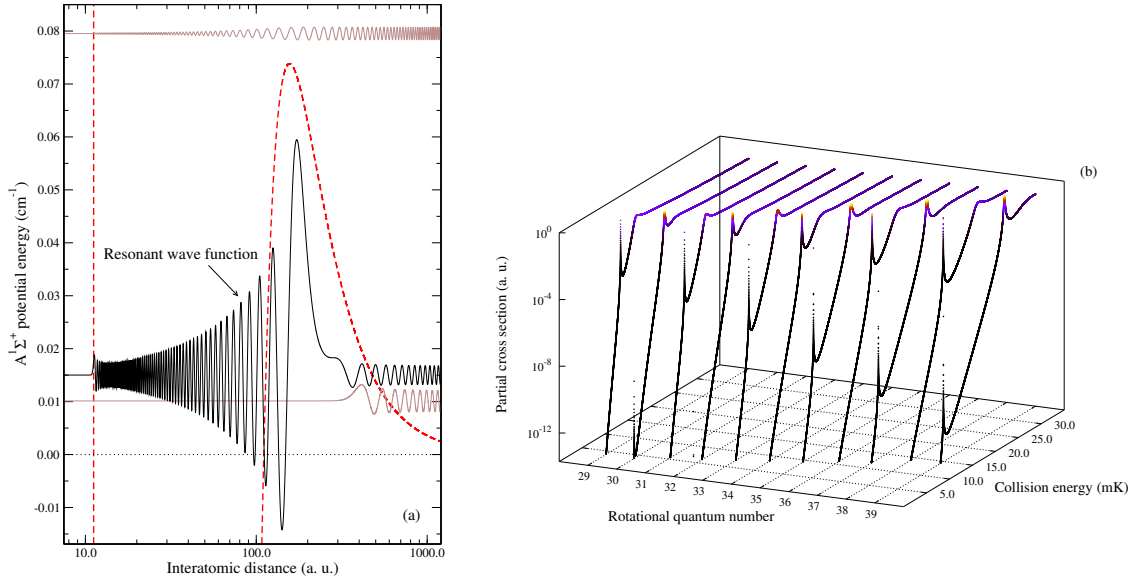 0.08
0.07
0.06
0.05
0.04
0.03
0.02
0.01
0.00
-0.01
A¹Σ⁺ potential energy (cm⁻¹)
Resonant wave function
(a)
10.0 100.0 1000.0
Interatomic distance (a. u.)
(b)
10⁰
10⁻⁴
10⁻⁸
10⁻¹²
Partial cross section (a. u.)
29 30 31 32 33 34 35 36 37 38 39
Rotational quantum number
5.0 10.0 15.0 20.0 25.0 30.0
Collision energy (mK)